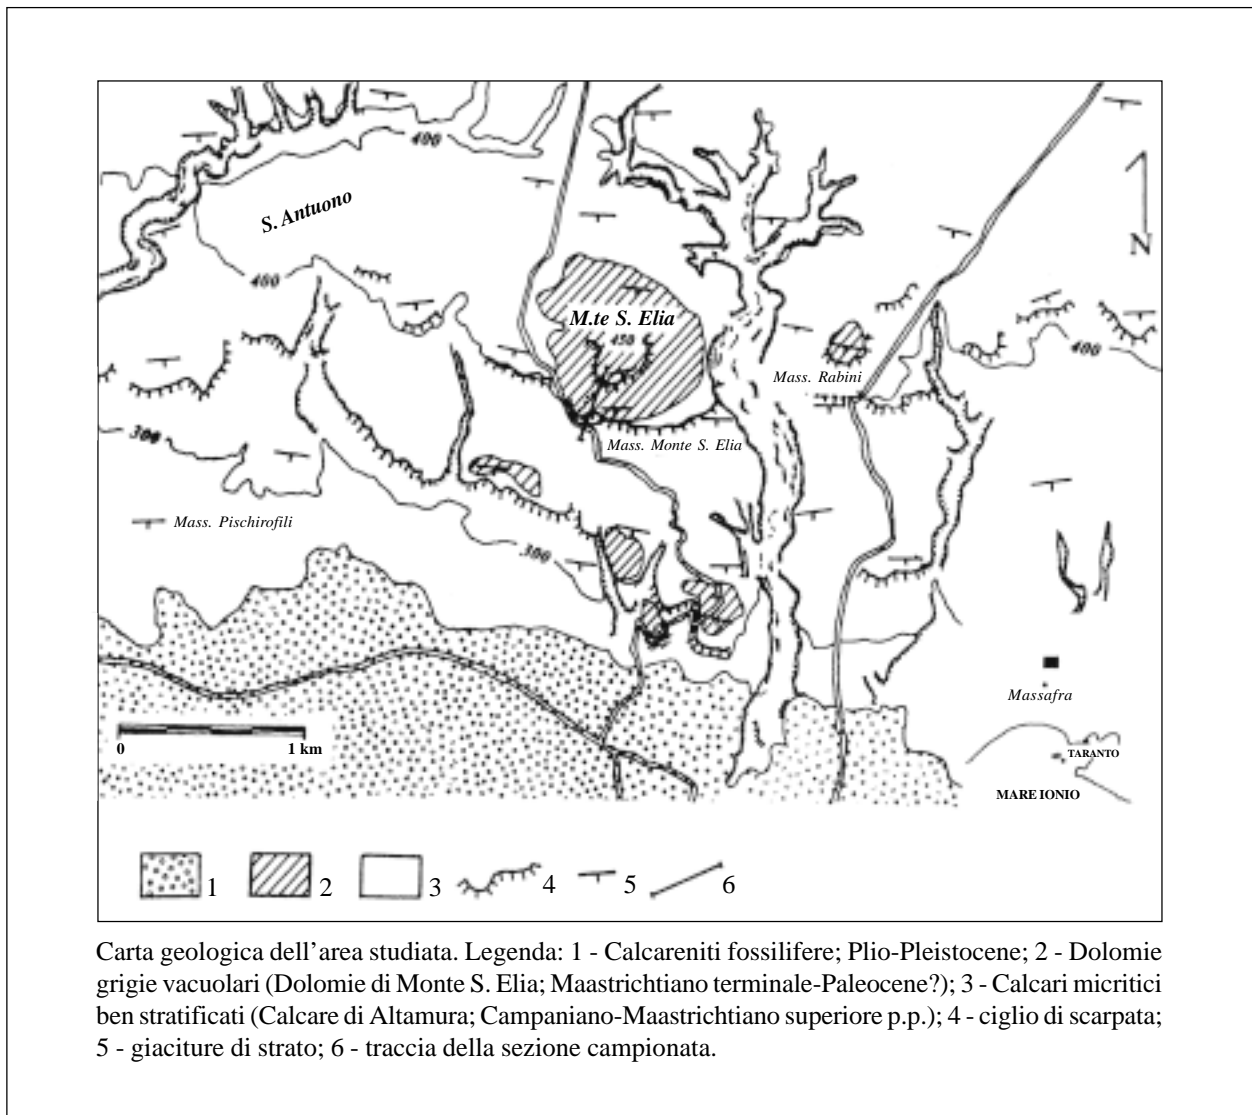 400
S. Antuono
N
400
M.te S. Elia
450
Mass. Rabini
400
300
Mass. Monte S. Elia
Mass. Pischirofili
300
Massafra
0
1 km
TARANTO
MARE IONIO
1
2
3
4
5
6
Carta geologica dell'area studiata. Legenda: 1 - Calcareniti fossilifere; Plio-Pleistocene; 2 - Dolomie
grigie vacuolari (Dolomie di Monte S. Elia; Maastrichtiano terminale-Paleocene?); 3 - Calcari micritici
ben stratificati (Calcare di Altamura; Campaniano-Maastrichtiano superiore p.p.); 4 - ciglio di scarpata;
5 - giaciture di strato; 6 - traccia della sezione campionata.